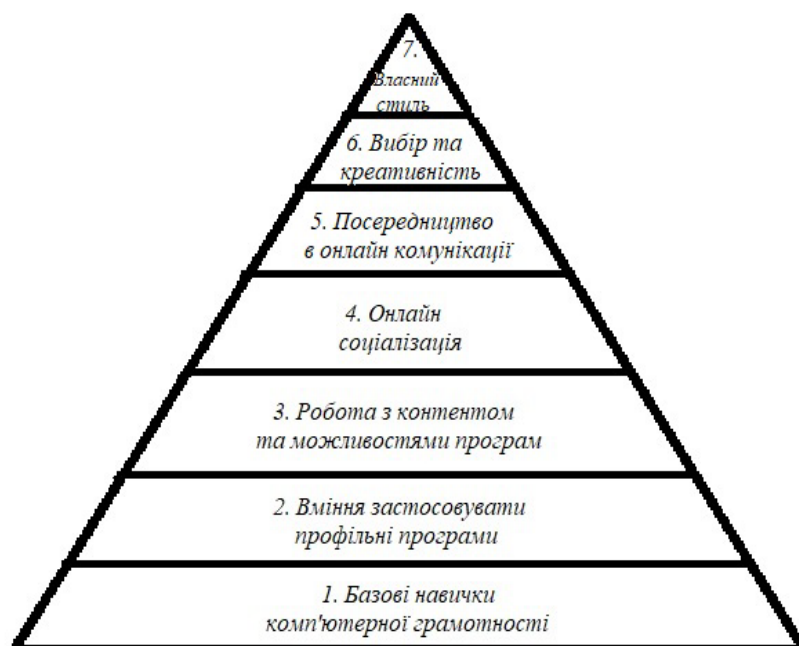 7.
Власний
стиль
6. Вибір та
креативність
5. Посередництво
в онлайн комунікації
4. Онлайн
соціалізація
3. Робота з контентом
та можливостями програм
2. Вміння застосовувати
профільні програми
1. Базові навички
комп'ютерної грамотності